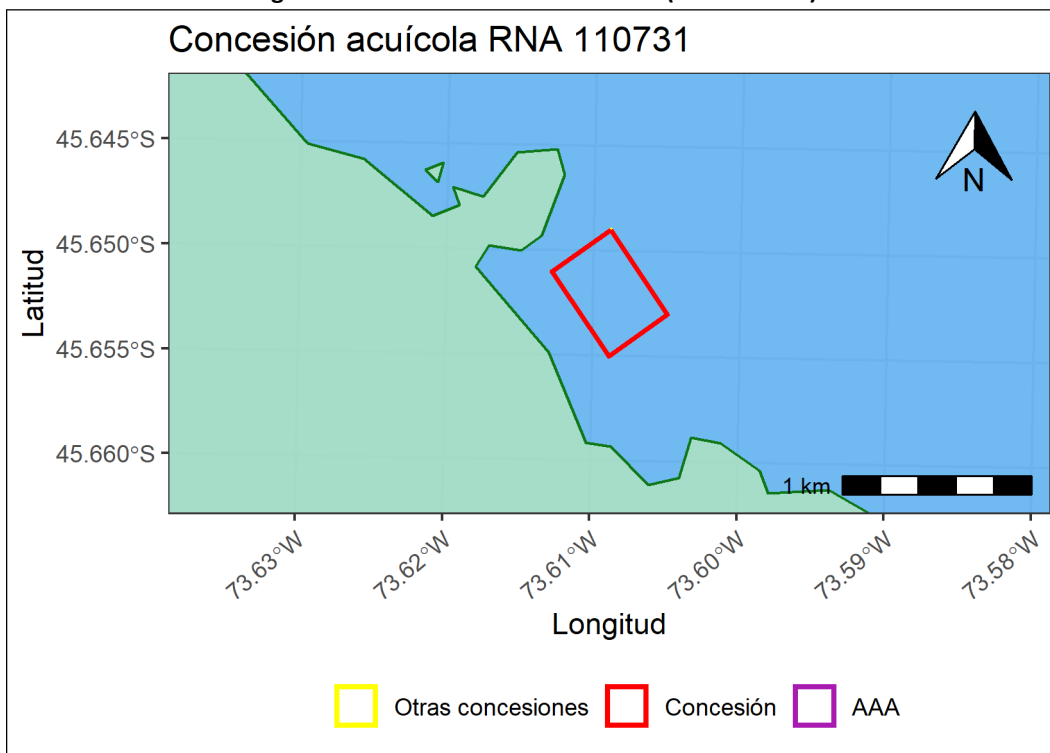 Concesión acuícola RNA 110731
45.645°S
45.650°S
45.655°S
45.660°S
Latitud
N
1 km
73.63°W
73.62°W
73.61°W
73.60°W
73.59°W
73.58°W
Longitud
Otras concesiones
Concesión
AAA